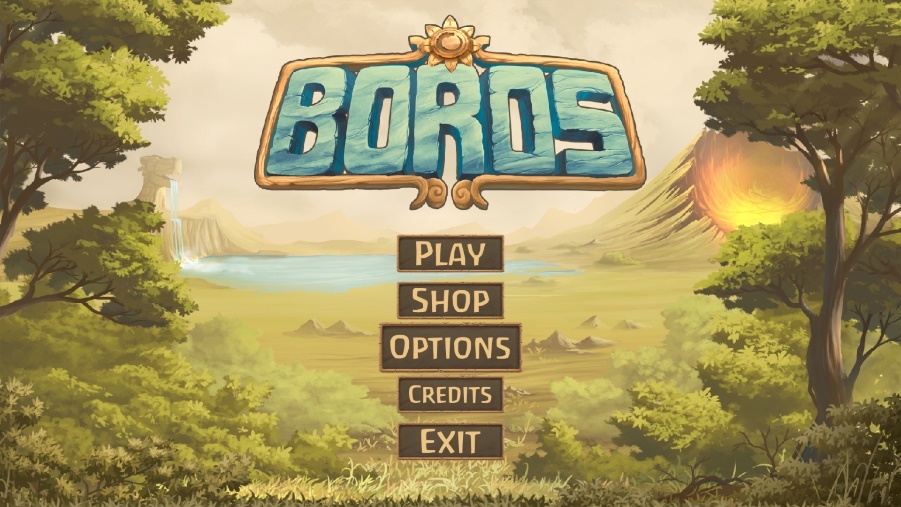 BOROS
PLAY
SHOP
OPTIONS
CREDITS
EXIT